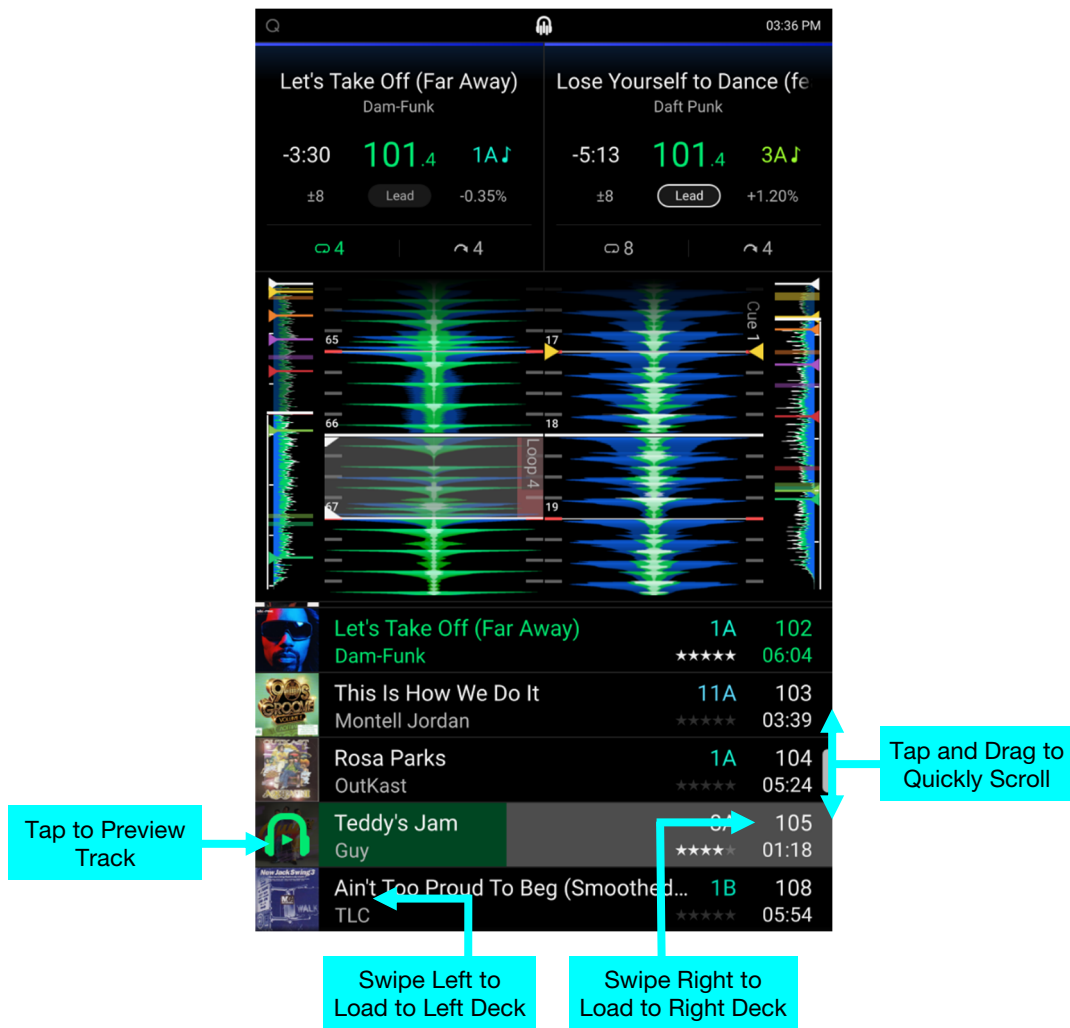 03:36 PM
Let's Take Off (Far Away)
Dam-Funk
-3:30 101.4 1A
±8 Lead -0.35%
4 4
Lose Yourself to Dance (fe
Daft Punk
-5:13 101.4 3A
±8 Lead +1.20%
8 4
65
66
Loop 4
67
Cue 1
17
18
19
Let's Take Off (Far Away) 1A 102
Dam-Funk ★★★★★ 06:04
This Is How We Do It 11A 103
Montell Jordan ★★★★★ 03:39
Rosa Parks 1A 104
OutKast ★★★★★ 05:24
Teddy's Jam 105
Guy ★★★★★ 01:18
New Jack Swing 3
Ain't Too Proud To Beg (Smoothed... 1B 108
TLC ★★★★★ 05:54
90s
GROOVE
Tap and Drag to
Quickly Scroll
Tap to Preview
Track
Swipe Left to
Load to Left Deck
Swipe Right to
Load to Right Deck